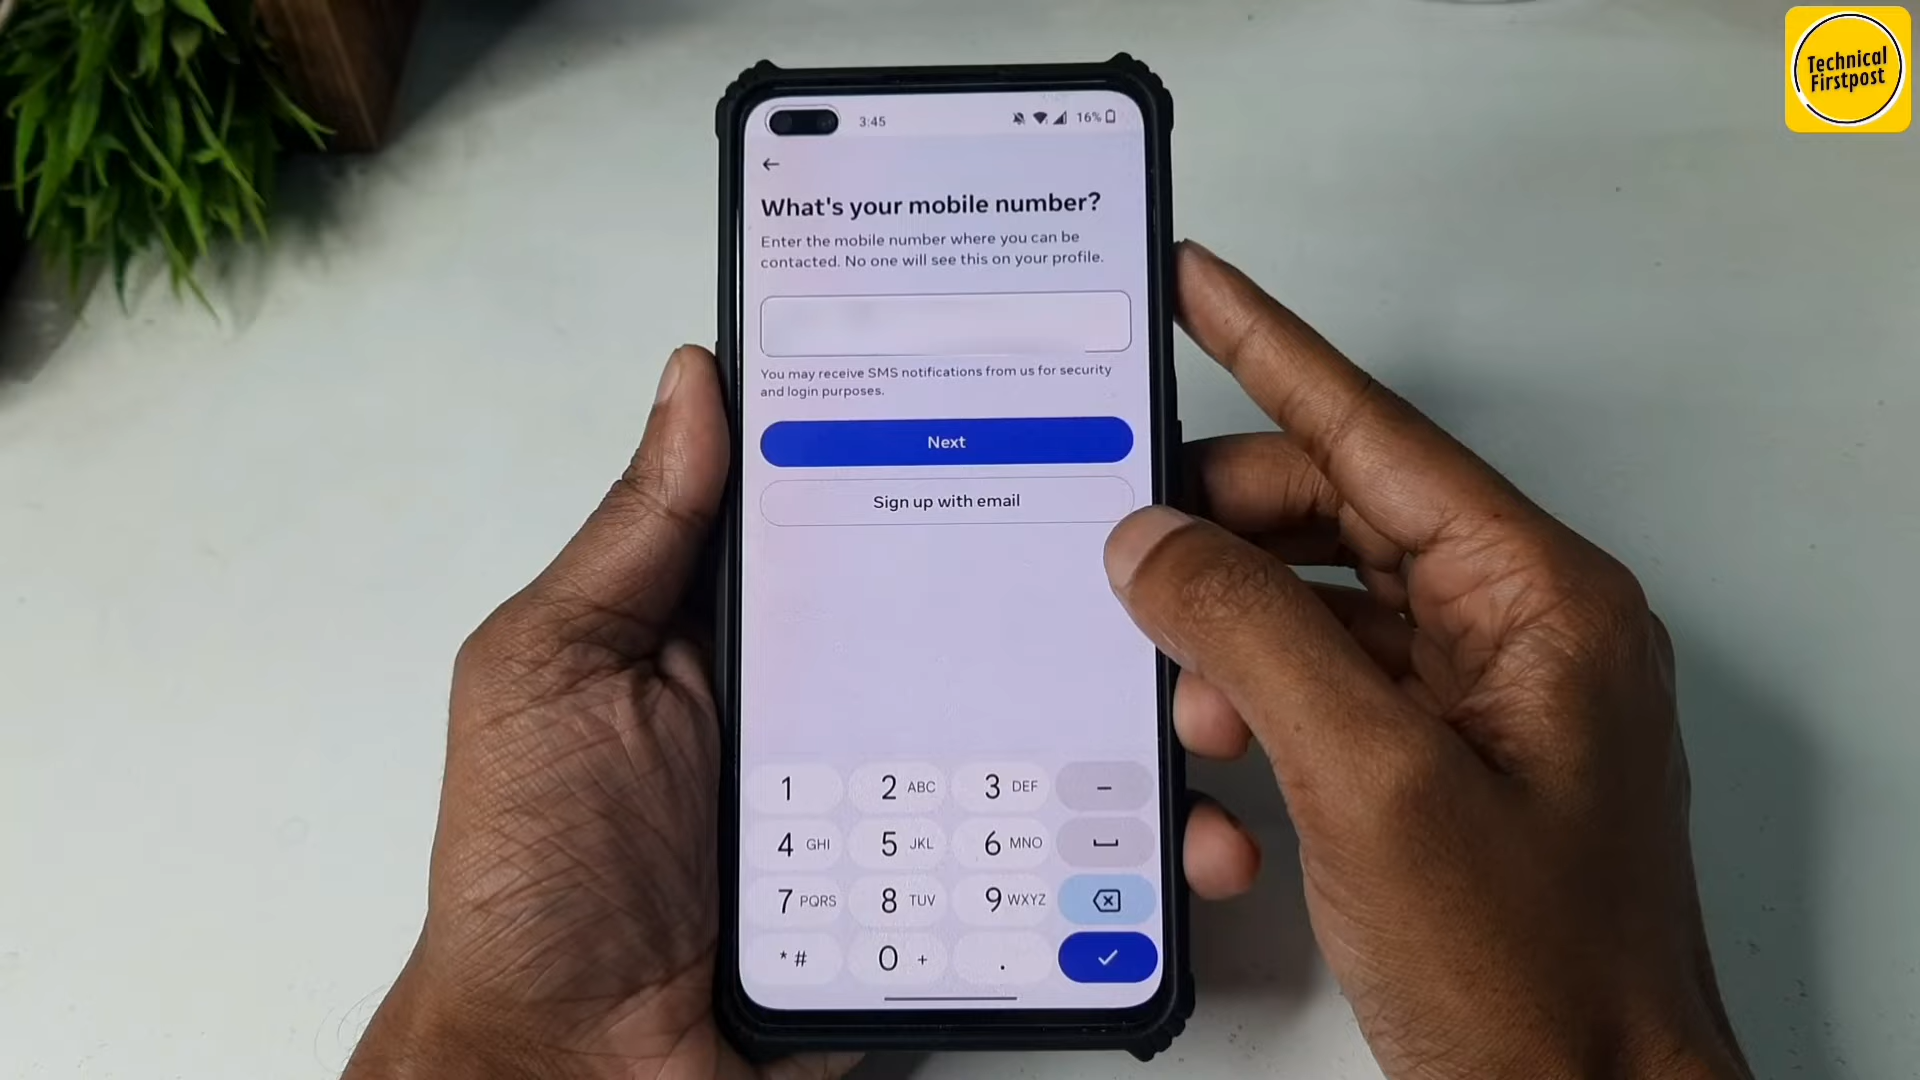 Technical
Firstpost
3:45
16%
What's your mobile number?
Enter the mobile number where you can be
contacted. No one will see this on your profile.
You may receive SMS notifications from us for security
and login purposes.
Next
Sign up with email
1 2 ABC 3 DEF –
4 GHI 5 JKL 6 MNO
7 PQRS 8 TUV 9 WXYZ
* # 0 + .